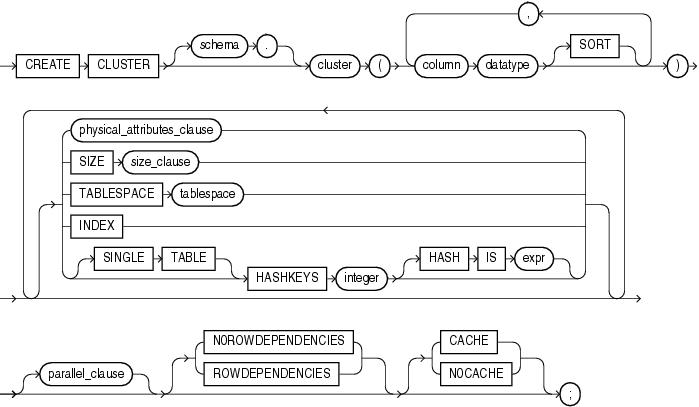 ,
schema .
SORT
CREATE CLUSTER cluster ( column datatype )
physical_attributes_clause
SIZE size_clause
TABLESPACE tablespace
INDEX
SINGLE TABLE HASH IS expr
HASHKEYS integer
NOROWDEPENDENCIES CACHE
parallel_clause ROWDEPENDENCIES NOCACHE
;